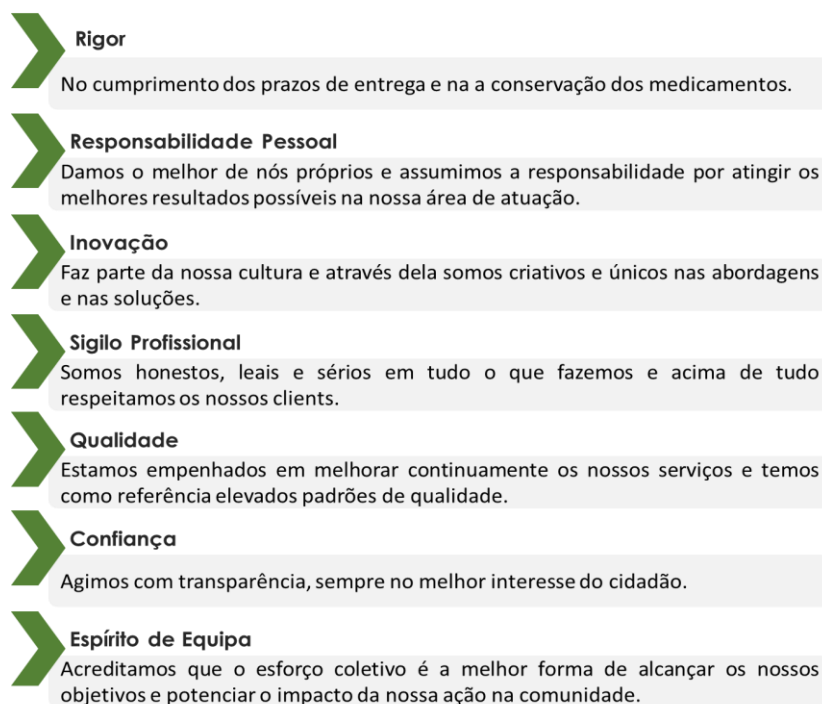 Rigor
No cumprimento dos prazos de entrega e na a conservação dos medicamentos.
Responsabilidade Pessoal
Damos o melhor de nós próprios e assumimos a responsabilidade por atingir os
melhores resultados possíveis na nossa área de atuação.
Inovação
Faz parte da nossa cultura e através dela somos criativos e únicos nas abordagens
e nas soluções.
Sigilo Profissional
Somos honestos, leais e sérios em tudo o que fazemos e acima de tudo
respeitamos os nossos clients.
Qualidade
Estamos empenhados em melhorar continuamente os nossos serviços e temos
como referência elevados padrões de qualidade.
Confiança
Agimos com transparência, sempre no melhor interesse do cidadão.
Espírito de Equipa
Acreditamos que o esforço coletivo é a melhor forma de alcançar os nossos
objetivos e potenciar o impacto da nossa ação na comunidade.